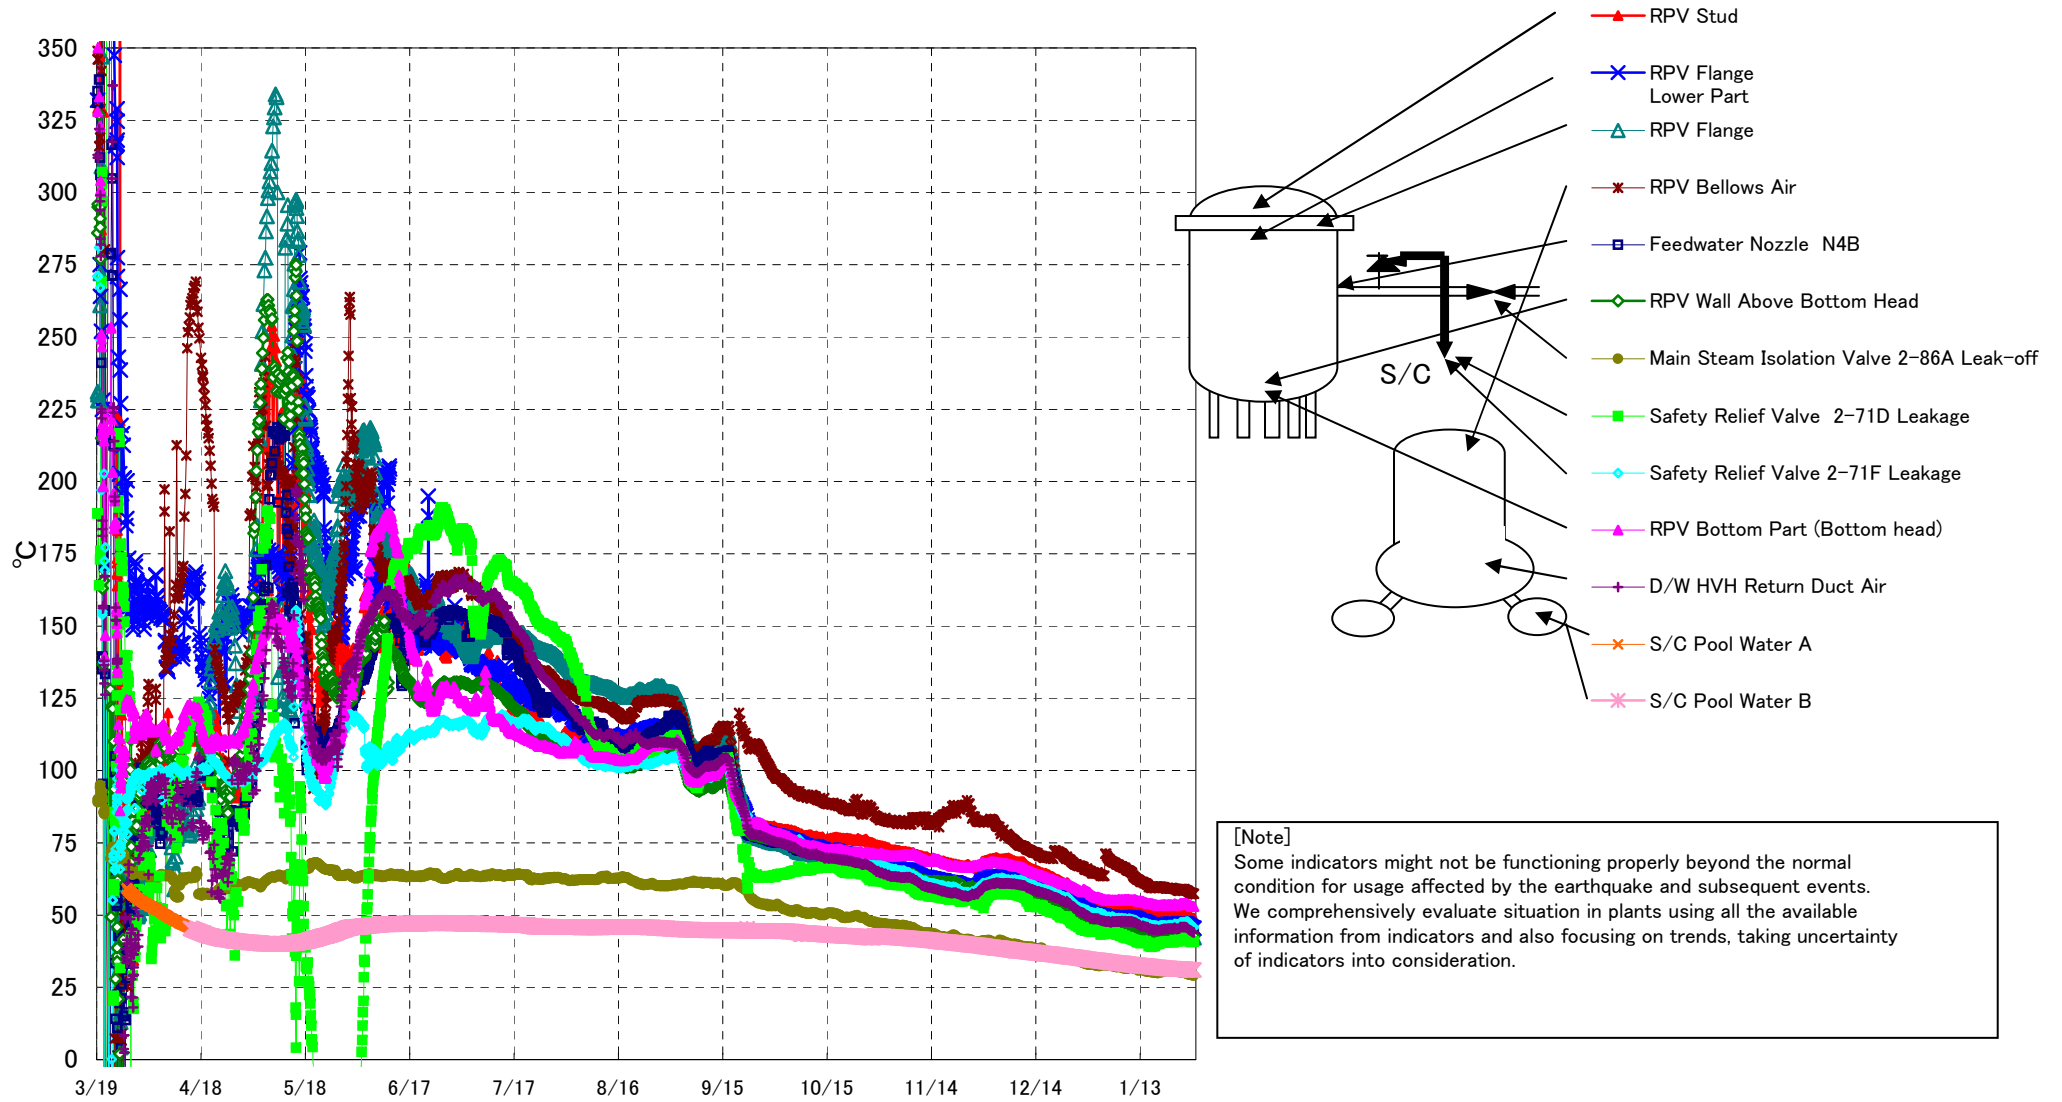 350
325
300
275
250
225
200
175
150
125
100
75
50
25
0
℃
3/19
4/18
5/18
6/17
7/17
8/16
9/15
10/15
11/14
12/14
1/13
RPV Stud
RPV Flange
Lower Part
RPV Flange
RPV Bellows Air
Feedwater Nozzle N4B
RPV Wall Above Bottom Head
Main Steam Isolation Valve 2-86A Leak-off
Safety Relief Valve 2-71D Leakage
Safety Relief Valve 2-71F Leakage
RPV Bottom Part (Bottom head)
D/W HVH Return Duct Air
S/C Pool Water A
S/C Pool Water B
S/C
[Note]
Some indicators might not be functioning properly beyond the normal
condition for usage affected by the earthquake and subsequent events.
We comprehensively evaluate situation in plants using all the available
information from indicators and also focusing on trends, taking uncertainty
of indicators into consideration.